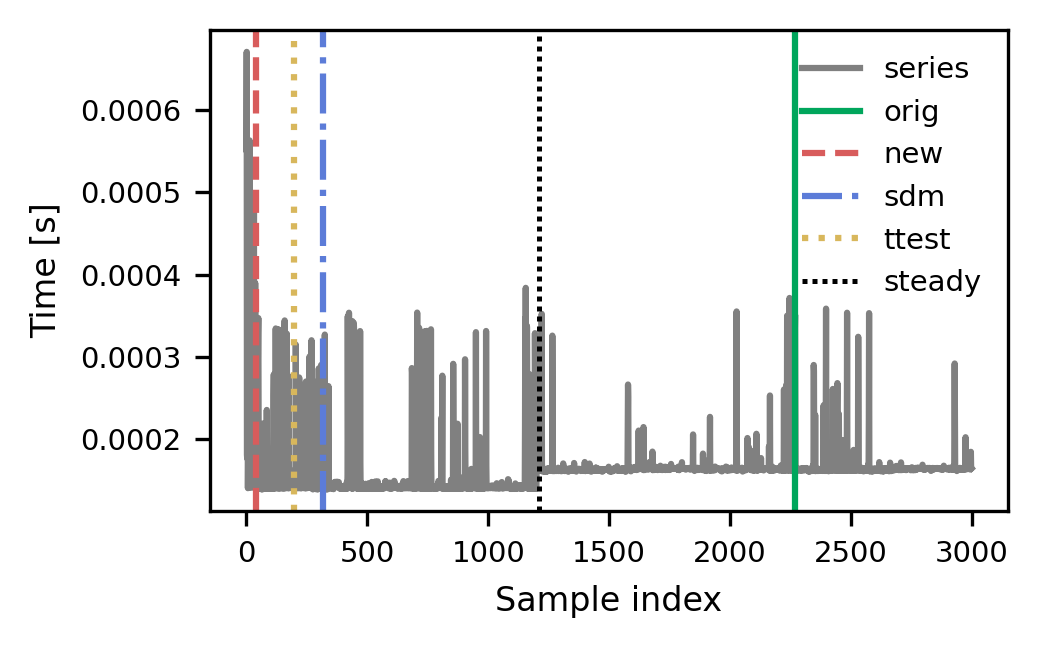 0.0006
0.0005
0.0004
0.0003
0.0002
Time [s]
0 500 1000 1500 2000 2500 3000
Sample index
series
orig
new
sdm
ttest
steady